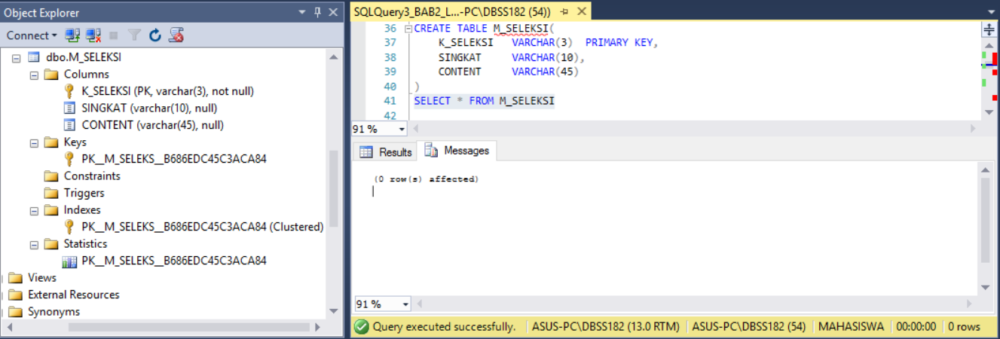 Object Explorer
Connect
dbo.M_SELEKSI
Columns
K_SELEKSI (PK, varchar(3), not null)
SINGKAT (varchar(10), null)
CONTENT (varchar(45), null)
Keys
PK__M_SELEKS__B686EDC45C3ACA84
Constraints
Triggers
Indexes
PK__M_SELEKS__B686EDC45C3ACA84 (Clustered)
Statistics
PK__M_SELEKS__B686EDC45C3ACA84
Views
External Resources
Synonyms
SQLQuery3_BAB2_L...-PC\DBSS182 (54))
36 CREATE TABLE M_SELEKSI(
37 K_SELEKSI VARCHAR(3) PRIMARY KEY,
38 SINGKAT VARCHAR(10),
39 CONTENT VARCHAR(45)
40 )
41 SELECT * FROM M_SELEKSI
42
91 %
Results Messages
(0 row(s) affected)
91 %
Query executed successfully. ASUS-PC\DBSS182 (13.0 RTM) ASUS-PC\DBSS182 (54) MAHASISWA 00:00:00 0 rows